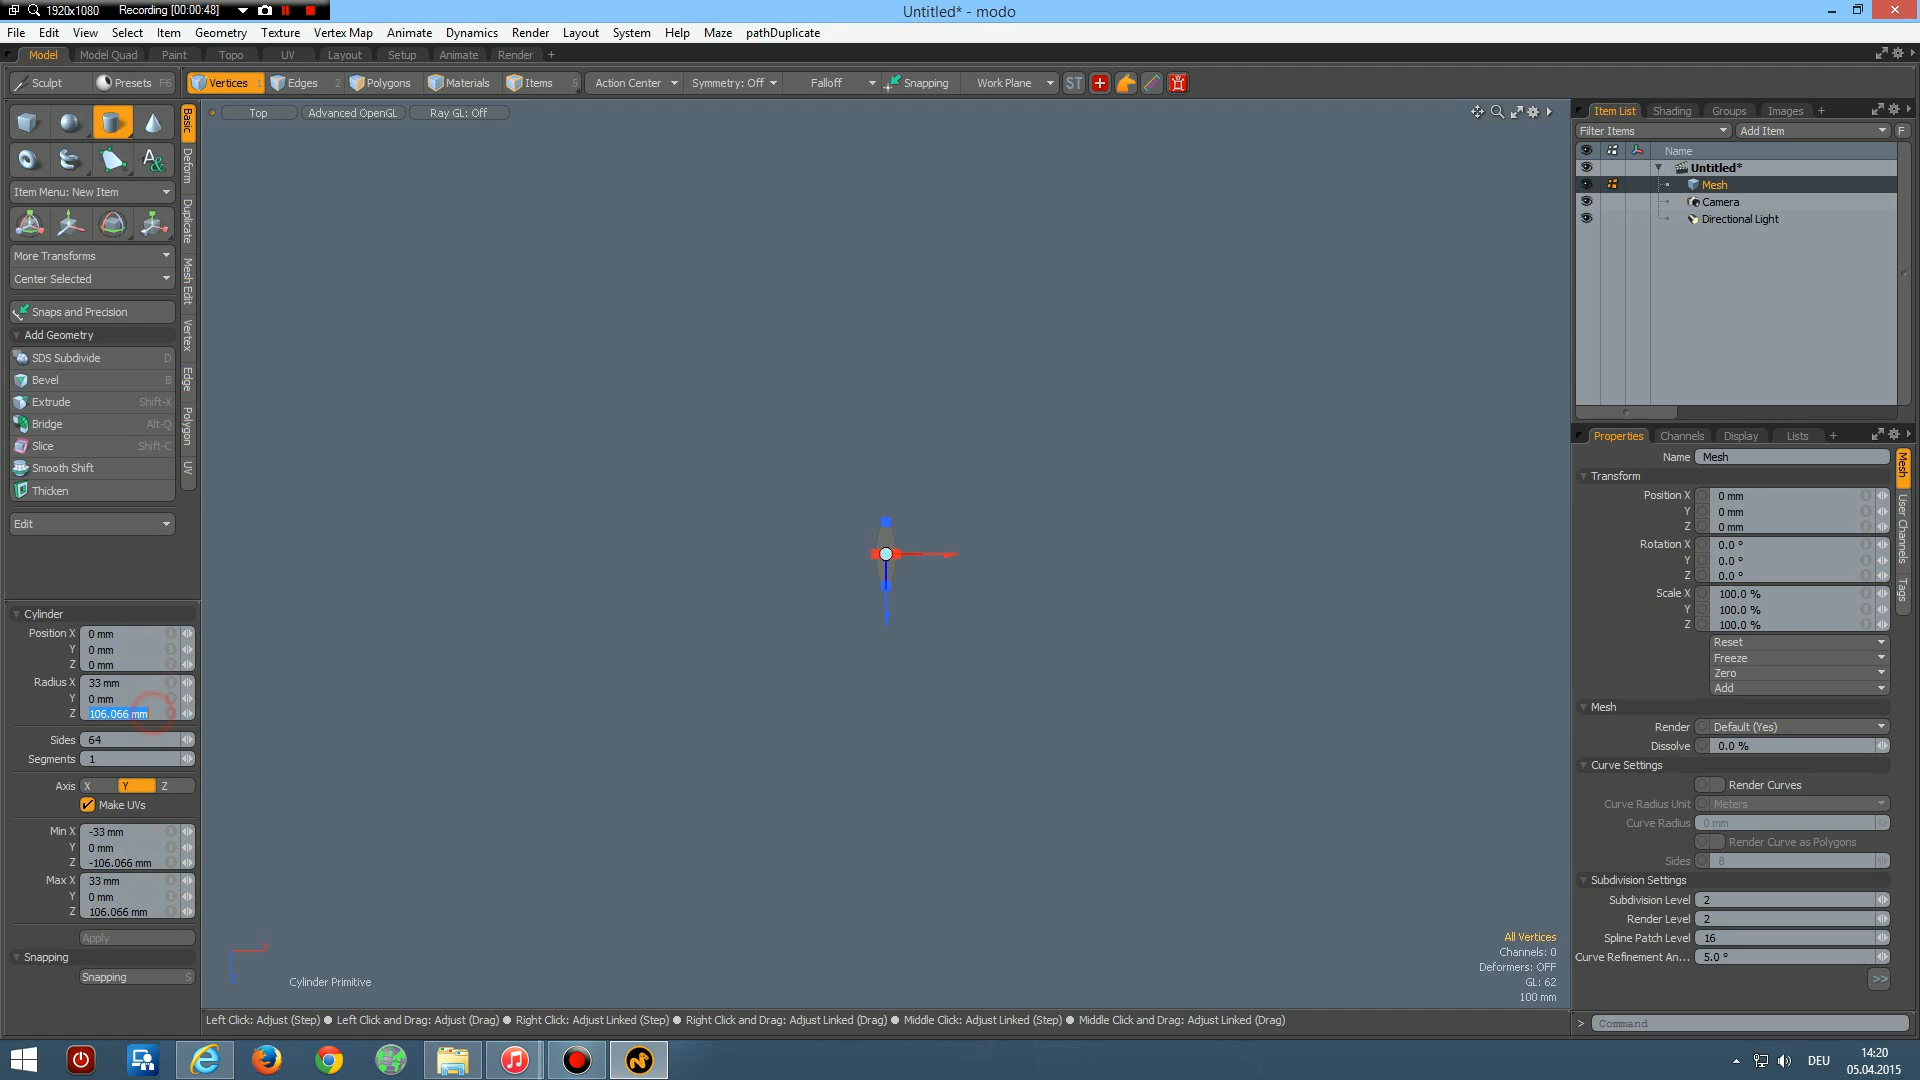 1920x1080 Recording [00:00:48]
Untitled* - modo
File Edit View Select Item Geometry Texture Vertex Map Animate Dynamics Render Layout System Help Maze pathDuplicate
Model Model Quad Paint Topo UV Layout Setup Animate Render +
Sculpt Presets F6 Vertices 1 Edges 2 Polygons Materials Items 5 Action Center Symmetry: Off Falloff Snapping Work Plane ST
Top Advanced OpenGL Ray GL: Off
Basic
Deform
Duplicate
Mesh Edit
Vertex
Edge
Polygon
UV
Item Menu: New Item
More Transforms
Center Selected
Snaps and Precision
Add Geometry
SDS Subdivide D
Bevel B
Extrude Shift-X
Bridge Alt-Q
Slice Shift-C
Smooth Shift
Thicken
Edit
Cylinder
Position X 0 mm
Y 0 mm
Z 0 mm
Radius X 33 mm
Y 0 mm
Z 106.066 mm
Sides 64
Segments 1
Axis X Y Z
Make UVs
Min X -33 mm
Y 0 mm
Z -106.066 mm
Max X 33 mm
Y 0 mm
Z 106.066 mm
Apply
Snapping
Snapping S
Cylinder Primitive
All Vertices
Channels: 0
Deformers: OFF
GL: 62
100 mm
Left Click: Adjust (Step) ● Left Click and Drag: Adjust (Drag) ● Right Click: Adjust Linked (Step) ● Right Click and Drag: Adjust Linked (Drag) ● Middle Click: Adjust Linked (Step) ● Middle Click and Drag: Adjust Linked (Drag)
Item List Shading Groups Images +
Filter Items Add Item F
Name
Untitled*
Mesh
Camera
Directional Light
Properties Channels Display Lists +
Name Mesh
Transform
Position X 0 mm
Y 0 mm
Z 0 mm
Rotation X 0.0 °
Y 0.0 °
Z 0.0 °
Scale X 100.0 %
Y 100.0 %
Z 100.0 %
Reset
Freeze
Zero
Add
Mesh
Render Default (Yes)
Dissolve 0.0 %
Curve Settings
Render Curves
Curve Radius Unit Meters
Curve Radius 0 mm
Render Curve as Polygons
Sides 8
Subdivision Settings
Subdivision Level 2
Render Level 2
Spline Patch Level 16
Curve Refinement An... 5.0 °
>>
Mesh
User Channels
Tags
> Command
DEU
14:20
05.04.2015